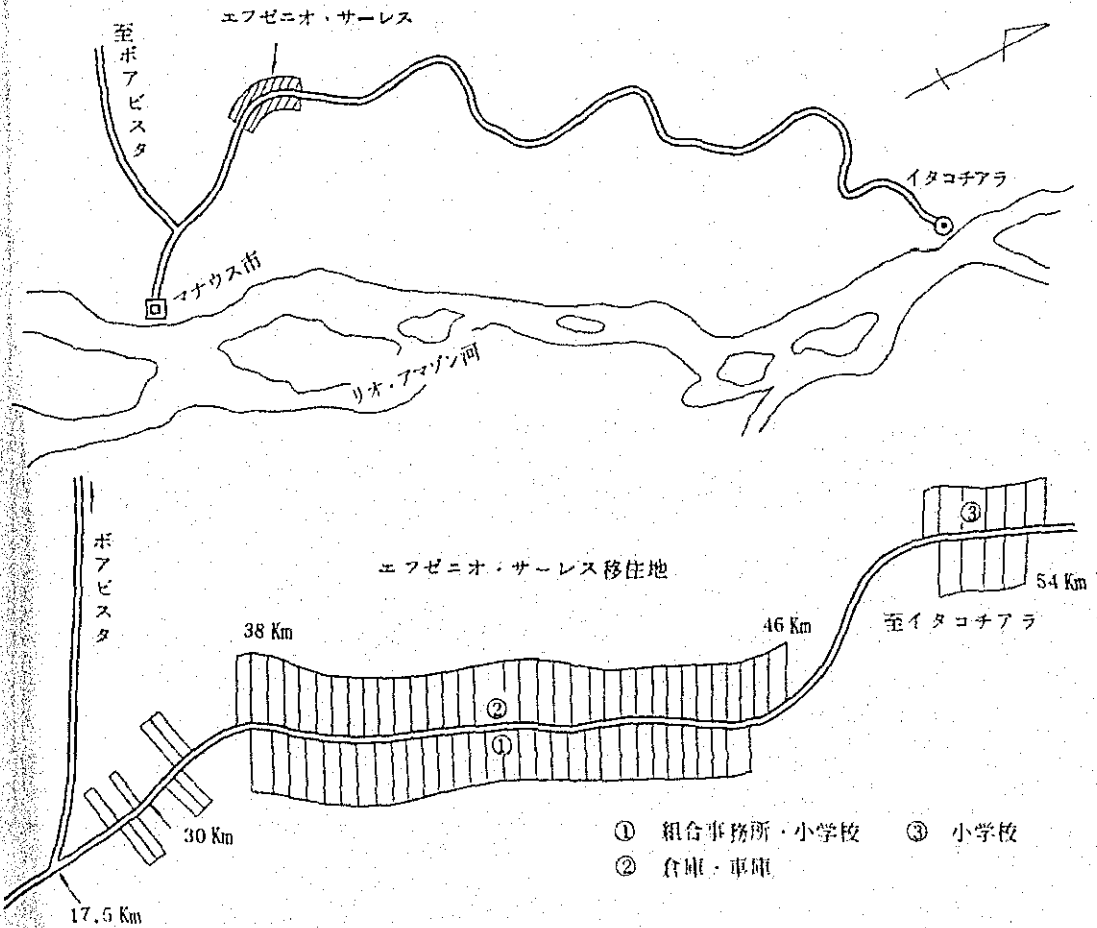 エフゼニオ・サーレス
至ボアビスタ
イタコチアラ
マナウス市
リオ・アマゾン河
ボアビスタ
エフゼニオ・サーレス移住地
38 Km
46 Km
54 Km
至イタコチアラ
②
①
③
30 Km
17.5 Km
① 組合事務所・小学校 ③ 小学校
② 倉庫・車庫